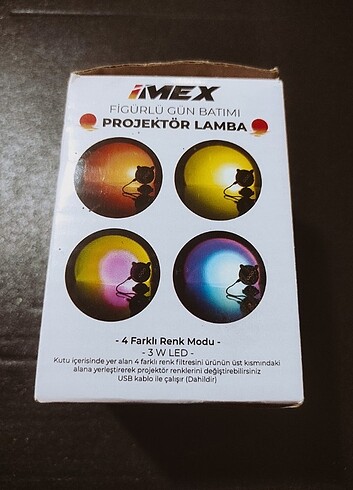 iMEX
FİGÜRLÜ GÜN BATIMI
PROJEKTÖR LAMBA
- 4 Farklı Renk Modu -
- 3 W LED -
Kutu içerisinde yer alan 4 farklı renk filtresini ürünün üst kısmındaki
alana yerleştirerek projektör renklerini değiştirebilirsiniz
USB kablo ile çalışır (Dahildir)